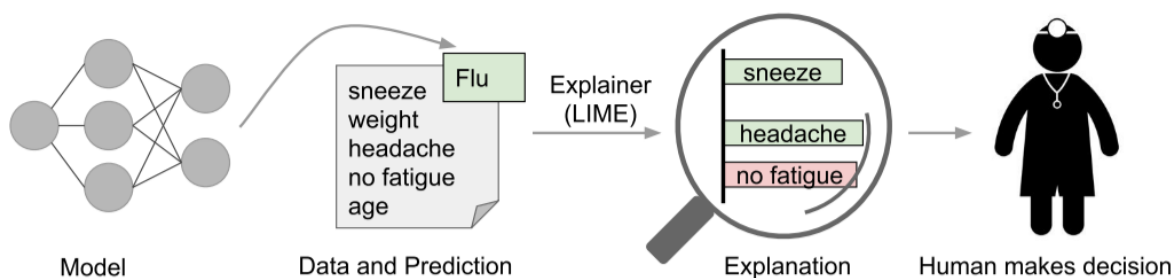 Flu
sneeze
weight
headache
no fatigue
age
Explainer
(LIME)
sneeze
headache
no fatigue
Model
Data and Prediction
Explanation
Human makes decision